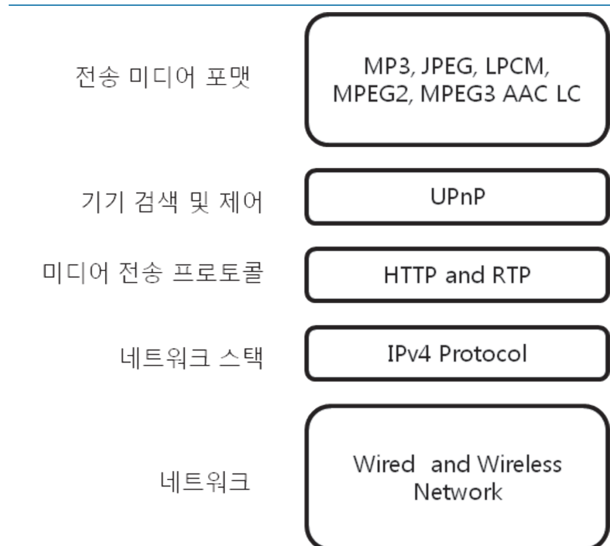 전송 미디어 포맷
MP3, JPEG, LPCM,
MPEG2, MPEG3 AAC LC
기기 검색 및 제어
UPnP
미디어 전송 프로토콜
HTTP and RTP
네트워크 스택
IPv4 Protocol
네트워크
Wired and Wireless
Network